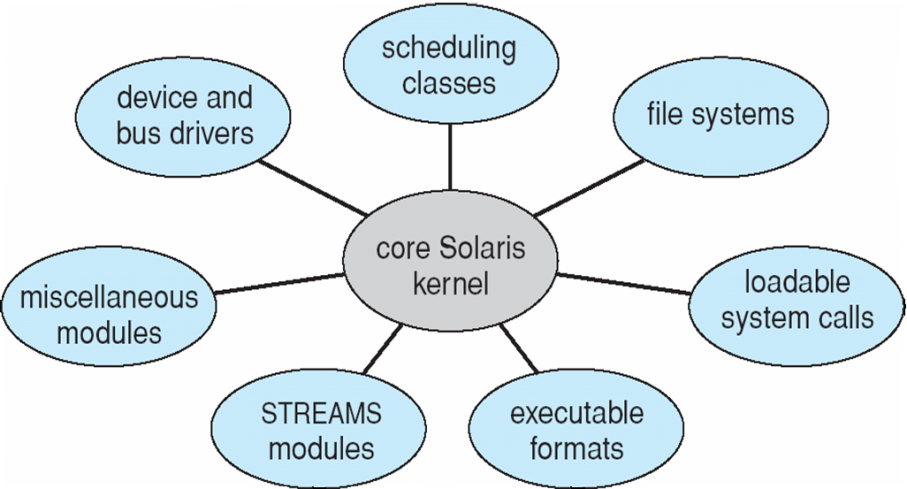 scheduling
classes
device and
bus drivers
file systems
core Solaris
kernel
miscellaneous
modules
loadable
system calls
STREAMS
modules
executable
formats